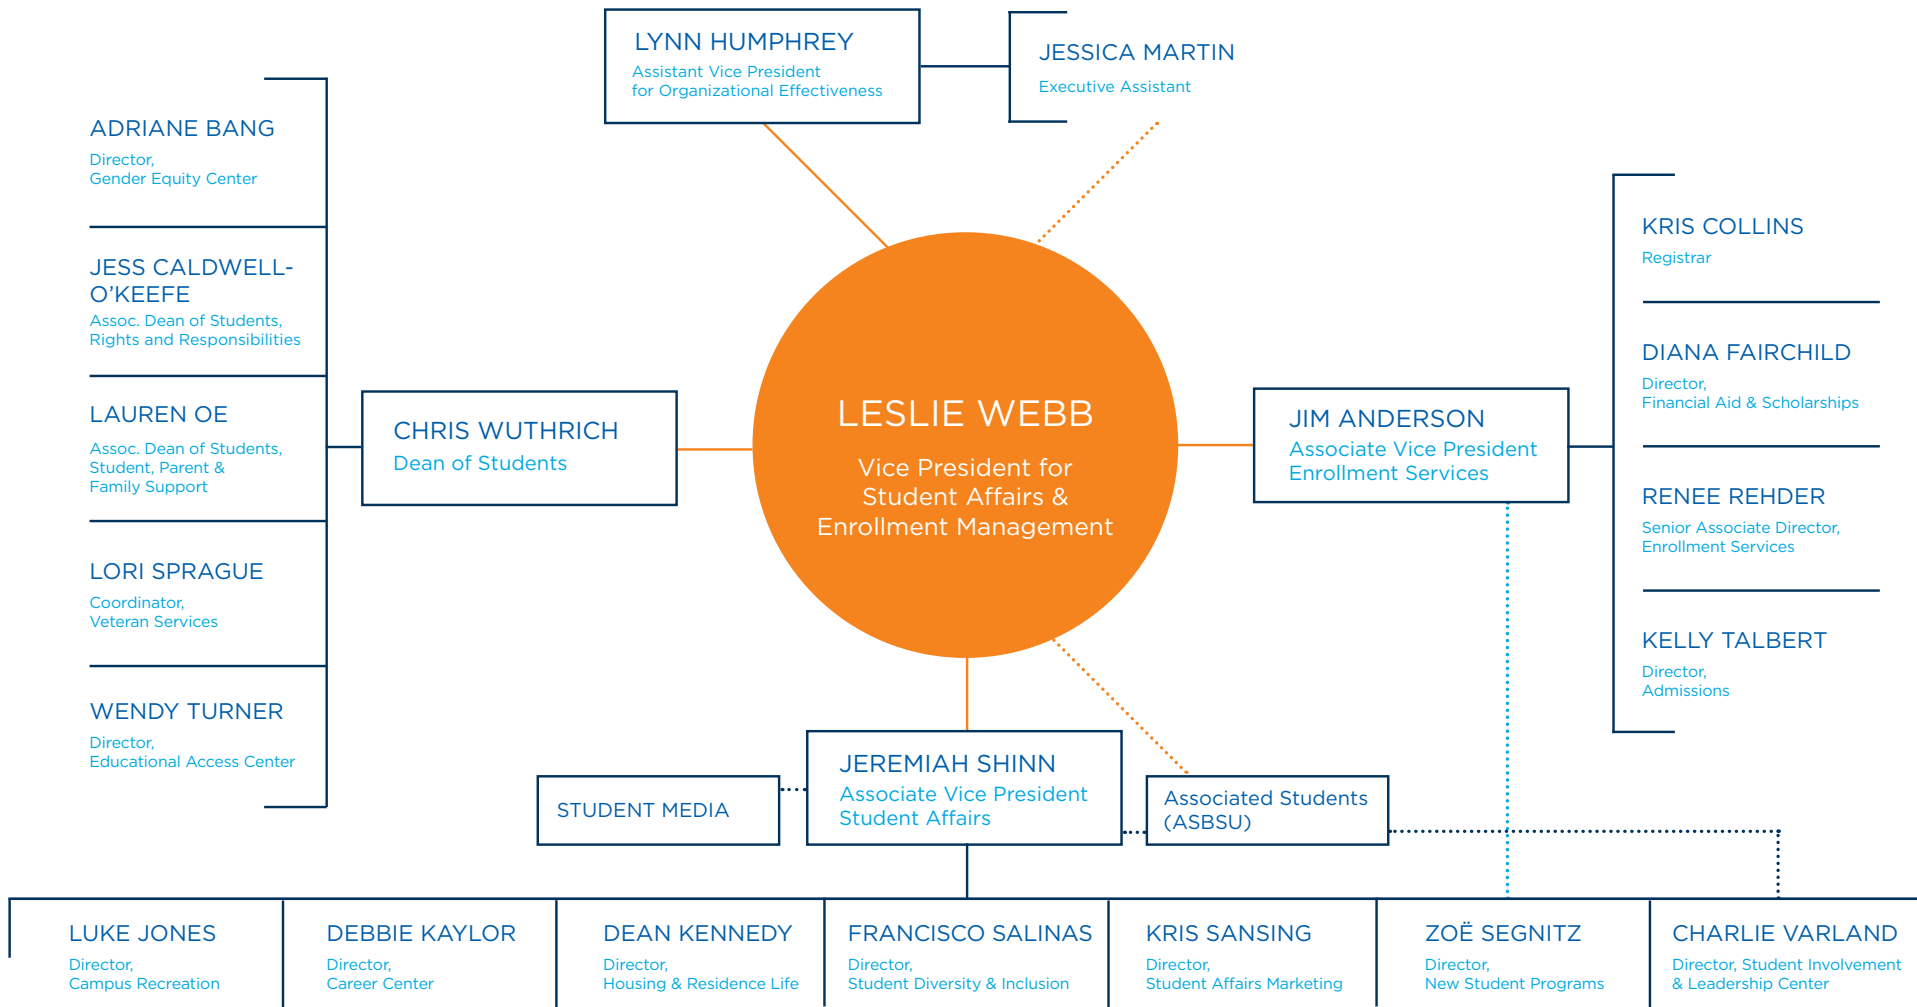 LYNN HUMPHREY
Assistant Vice President
for Organizational Effectiveness
JESSICA MARTIN
Executive Assistant
ADRIANE BANG
Director,
Gender Equity Center
JESS CALDWELL-
O’KEEFE
Assoc. Dean of Students,
Rights and Responsibilities
LAUREN OE
Assoc. Dean of Students,
Student, Parent &
Family Support
LORI SPRAGUE
Coordinator,
Veteran Services
WENDY TURNER
Director,
Educational Access Center
CHRIS WUTHRICH
Dean of Students
LESLIE WEBB
Vice President for
Student Affairs &
Enrollment Management
JIM ANDERSON
Associate Vice President
Enrollment Services
KRIS COLLINS
Registrar
DIANA FAIRCHILD
Director,
Financial Aid & Scholarships
RENEE REHDER
Senior Associate Director,
Enrollment Services
KELLY TALBERT
Director,
Admissions
STUDENT MEDIA
JEREMIAH SHINN
Associate Vice President
Student Affairs
Associated Students
(ASBSU)
LUKE JONES
Director,
Campus Recreation
DEBBIE KAYLOR
Director,
Career Center
DEAN KENNEDY
Director,
Housing & Residence Life
FRANCISCO SALINAS
Director,
Student Diversity & Inclusion
KRIS SANSING
Director,
Student Affairs Marketing
ZOË SEGNITZ
Director,
New Student Programs
CHARLIE VARLAND
Director, Student Involvement
& Leadership Center